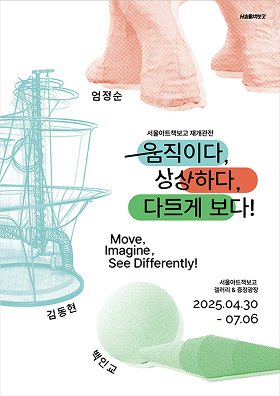 서울아트책보고
엄정순
서울아트책보고 재개관전
움직이다,
상상하다,
다르게 보다!
Move,
Imagine,
See Differently!
김동현
서울아트책보고
갤러리 & 중정광장
2025.04.30
- 07.06
백인교